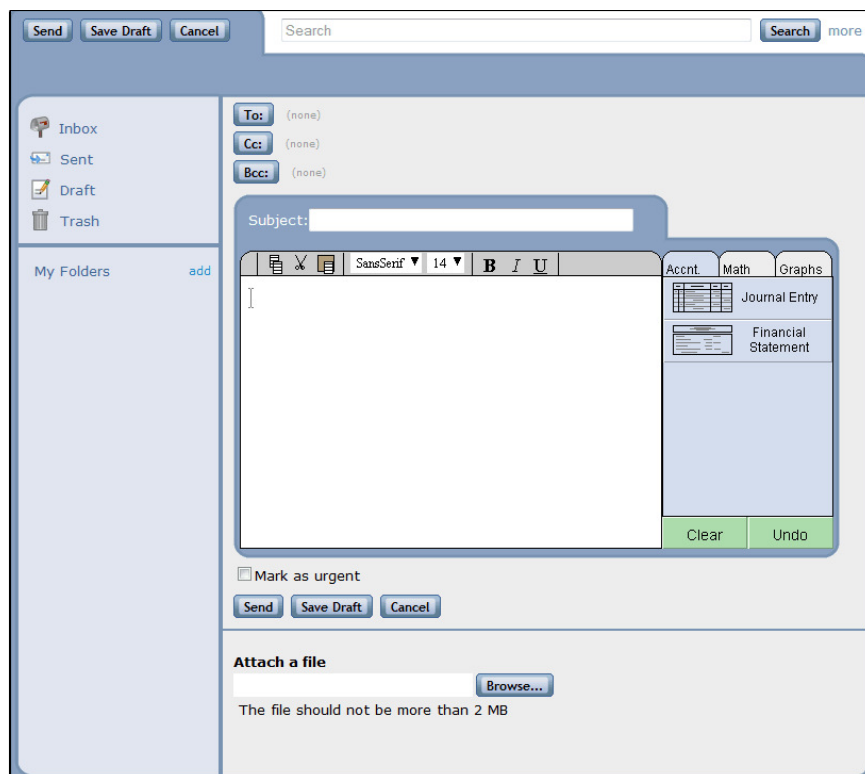 Send Save Draft Cancel Search Search more
Inbox
Sent
Draft
Trash
My Folders add
To: (none)
Cc: (none)
Bcc: (none)
Subject:
SansSerif ▼ 14 ▼ B I U
Accnt. Math Graphs
Journal Entry
Financial
Statement
Clear Undo
Mark as urgent
Send Save Draft Cancel
Attach a file
Browse...
The file should not be more than 2 MB